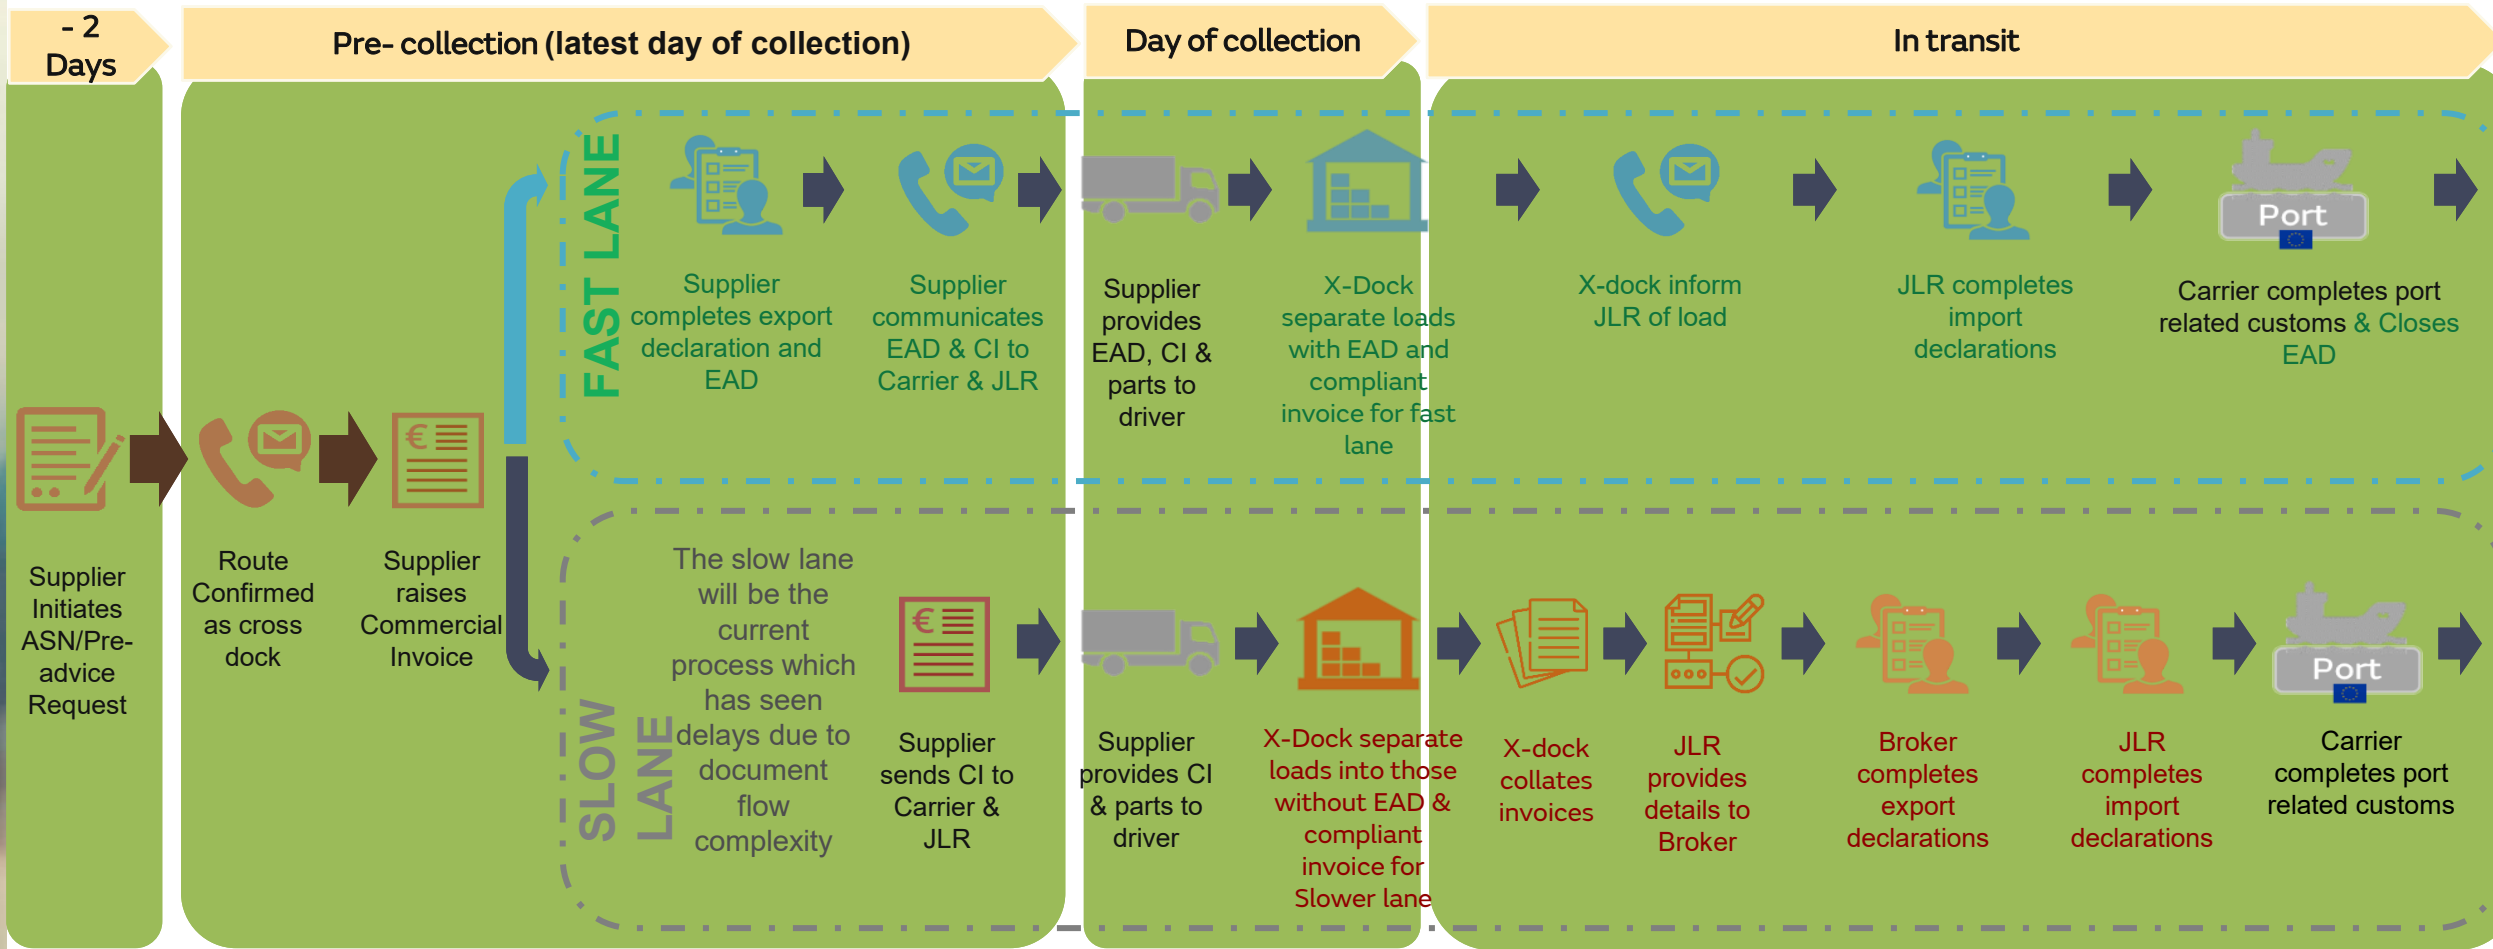 - 2
Days
Pre- collection (latest day of collection)
Day of collection
In transit
Supplier
Initiates
ASN/Pre-
advice
Request
Route
Confirmed
as cross
dock
€
Supplier
raises
Commercial
Invoice
FAST LANE
Supplier
completes export
declaration and
EAD
Supplier
communicates
EAD & CI to
Carrier & JLR
Supplier
provides
EAD, CI &
parts to
driver
X-Dock
separate loads
with EAD and
compliant
invoice for fast
lane
X-dock inform
JLR of load
JLR completes
import
declarations
Port
Carrier completes port
related customs & Closes
EAD
SLOW
LANE
The slow lane
will be the
current
process which
has seen
delays due to
document
flow
complexity
€
Supplier
sends CI to
Carrier &
JLR
Supplier
provides CI
& parts to
driver
X-Dock separate
loads into those
without EAD &
compliant
invoice for
Slower lane
X-dock
collates
invoices
JLR
provides
details to
Broker
Broker
completes
export
declarations
JLR
completes
import
declarations
Port
Carrier
completes port
related customs